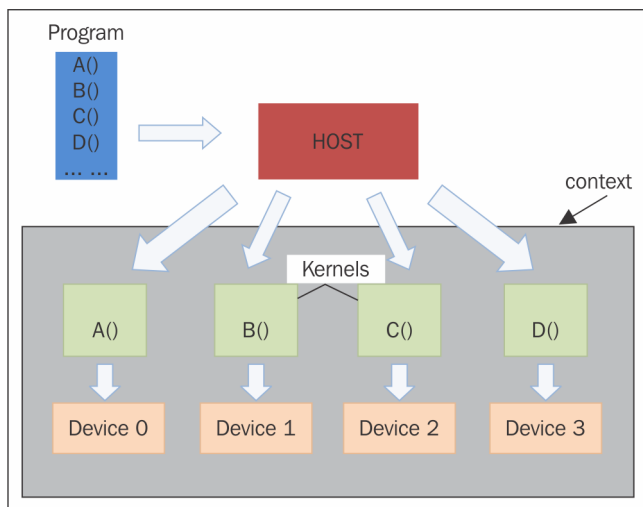 Program
A()
B()
C()
D()
... ...
HOST
context
Kernels
A()
B()
C()
D()
Device 0
Device 1
Device 2
Device 3